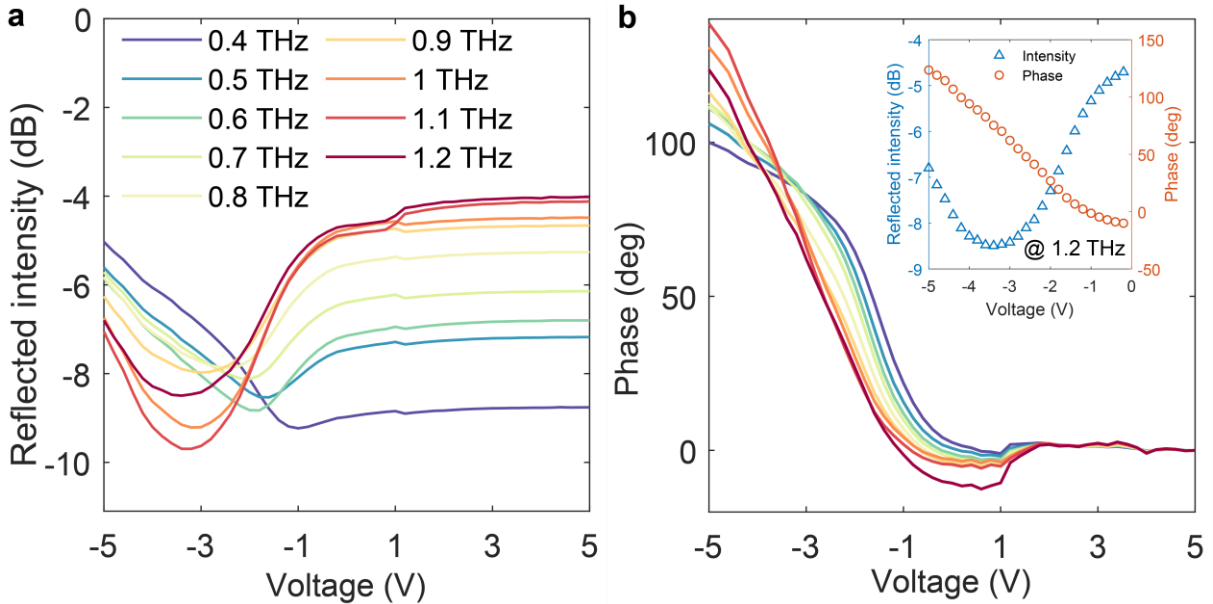 a
0
-2
-4
-6
-8
-10
Reflected intensity (dB)
0.4 THz
0.5 THz
0.6 THz
0.7 THz
0.8 THz
0.9 THz
1 THz
1.1 THz
1.2 THz
-5 -3 -1 1 3 5
Voltage (V)
b
100
50
0
Phase (deg)
-5 -3 -1 1 3 5
Voltage (V)
-4
-5
-6
-7
-8
-9
Reflected intensity (dB)
Intensity
Phase
@ 1.2 THz
150
100
50
0
-50
Phase (deg)
-5 -4 -3 -2 -1 0
Voltage (V)